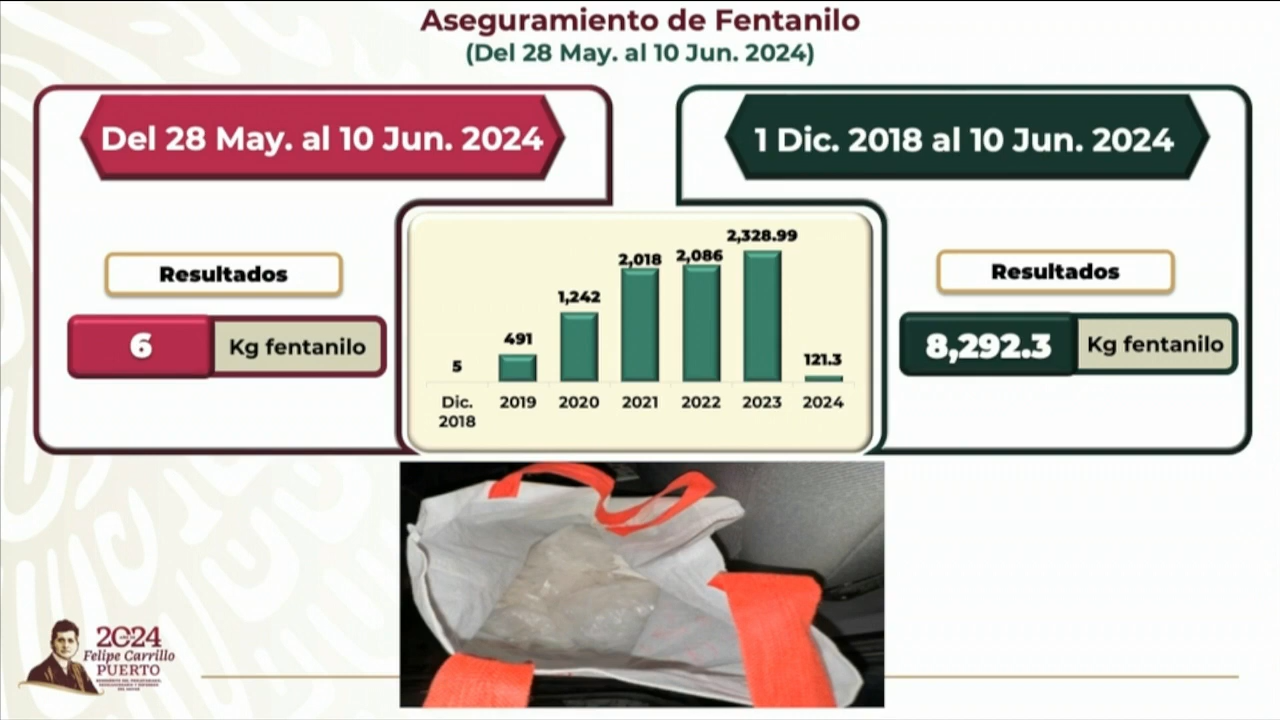 Aseguramiento de Fentanilo
(Del 28 May. al 10 Jun. 2024)
Del 28 May. al 10 Jun. 2024
Resultados
6 Kg fentanilo
1 Dic. 2018 al 10 Jun. 2024
Resultados
8,292.3 Kg fentanilo
5
491
1,242
2,018
2,086
2,328.99
121.3
Dic. 2018
2019
2020
2021
2022
2023
2024
2024
Felipe Carrillo
PUERTO